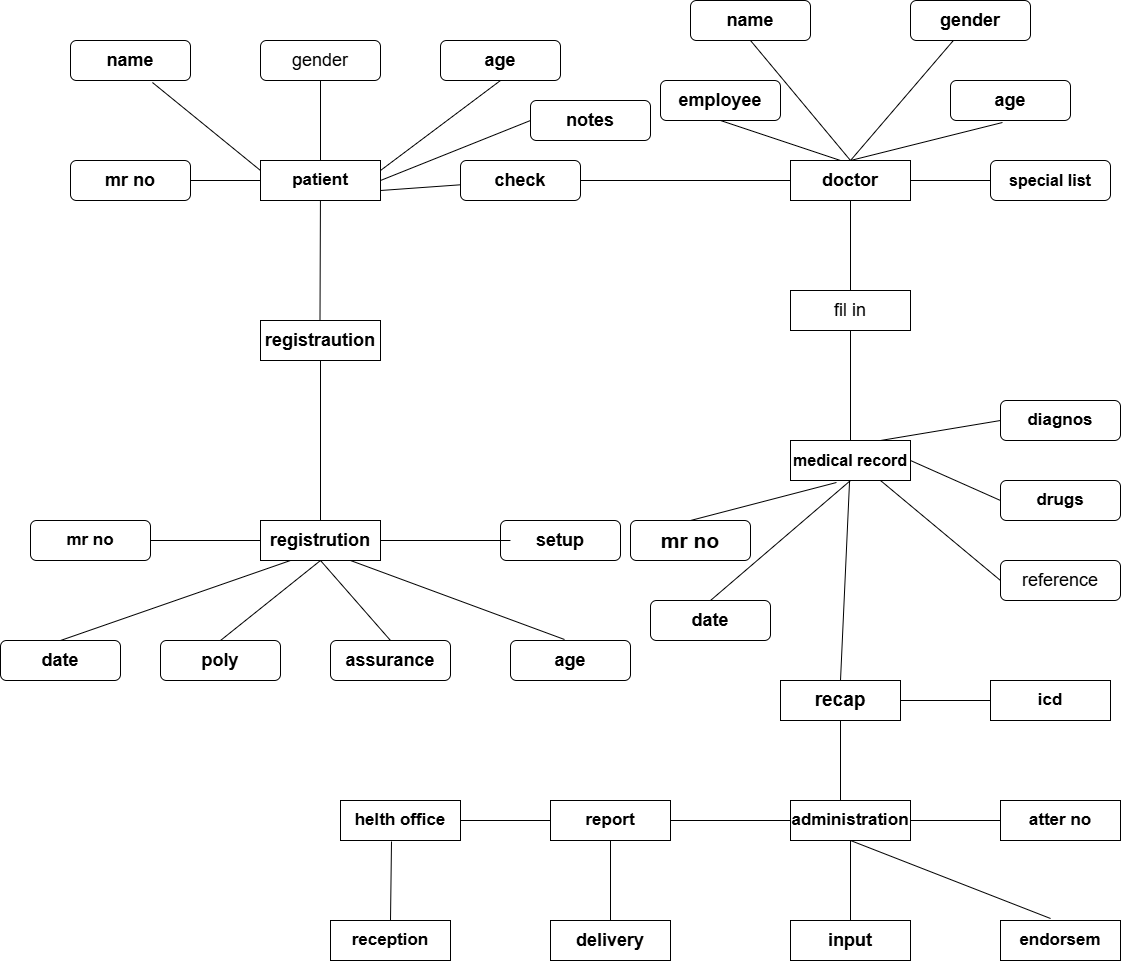 name
gender
name
gender
age
employee
age
notes
mr no
patient
check
doctor
special list
fil in
registraution
diagnos
medical record
drugs
mr no
registrution
setup
mr no
reference
date
date
poly
assurance
age
recap
icd
helth office
report
administration
atter no
reception
delivery
input
endorsem